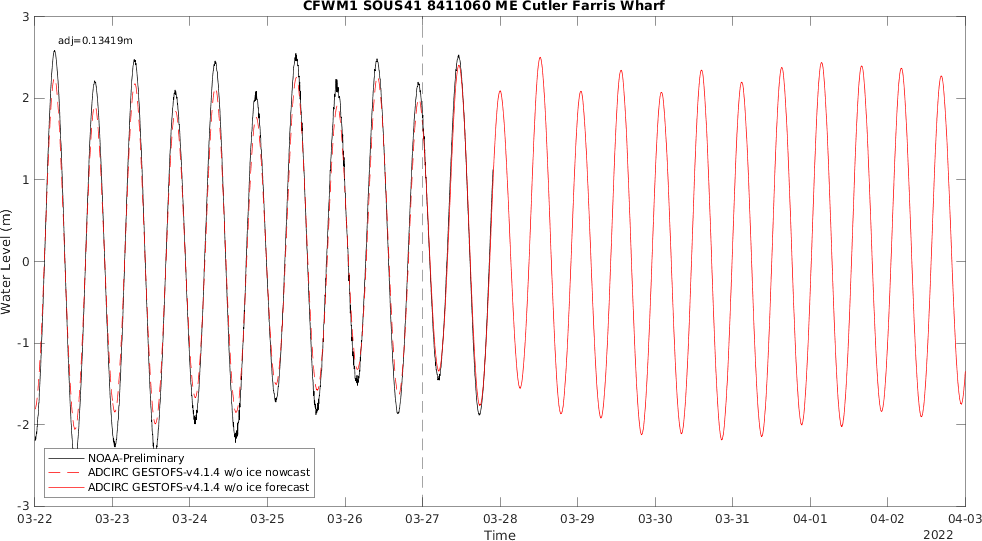 CFWM1 SOUS41 8411060 ME Cutler Farris Wharf
adj=0.13419m
3
2
1
0
-1
-2
-3
Water Level (m)
NOAA-Preliminary
ADCIRC GESTOFS-v4.1.4 w/o ice nowcast
ADCIRC GESTOFS-v4.1.4 w/o ice forecast
03-22 03-23 03-24 03-25 03-26 03-27 03-28 03-29 03-30 03-31 04-01 04-02 04-03
Time
2022